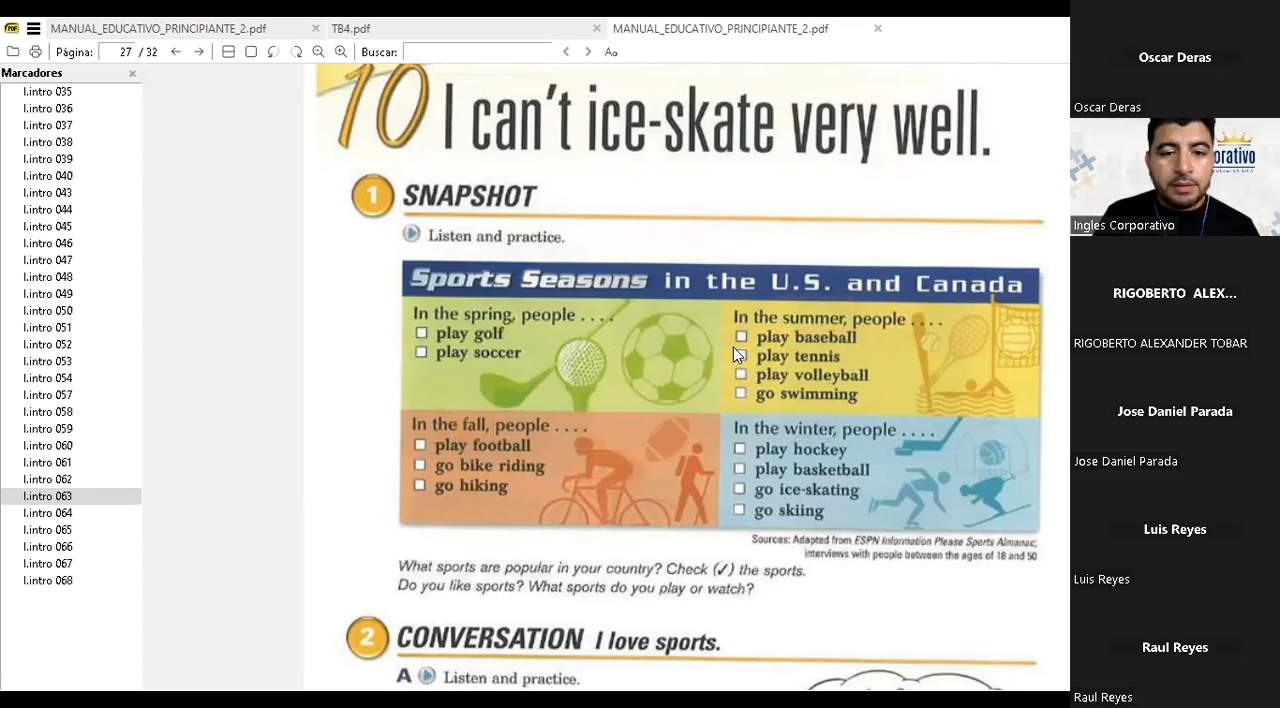 MANUAL_EDUCATIVO_PRINCIPIANTE_2.pdf
TB4.pdf
MANUAL_EDUCATIVO_PRINCIPIANTE_2.pdf
Página: 27 / 32
Buscar:
Marcadores
I.intro 035
I.intro 036
I.intro 037
I.intro 038
I.intro 039
I.intro 040
I.intro 043
I.intro 044
I.intro 045
I.intro 046
I.intro 047
I.intro 048
I.intro 049
I.intro 050
I.intro 051
I.intro 052
I.intro 053
I.intro 054
I.intro 057
I.intro 058
I.intro 059
I.intro 060
I.intro 061
I.intro 062
I.intro 063
I.intro 064
I.intro 065
I.intro 066
I.intro 067
I.intro 068
10 I can't ice-skate very well.
1 SNAPSHOT
Listen and practice.
Sports Seasons in the U.S. and Canada
In the spring, people . . . .
play golf
play soccer
In the summer, people . . . .
play baseball
play tennis
play volleyball
go swimming
In the fall, people . . . .
play football
go bike riding
go hiking
In the winter, people . . . .
play hockey
play basketball
go ice-skating
go skiing
Sources: Adapted from ESPN Information Please Sports Almanac;
interviews with people between the ages of 18 and 50
What sports are popular in your country? Check (✓) the sports.
Do you like sports? What sports do you play or watch?
2 CONVERSATION I love sports.
A Listen and practice.
Oscar Deras
Oscar Deras
orativo
Ingles Corporativo
RIGOBERTO ALEX...
RIGOBERTO ALEXANDER TOBAR
Jose Daniel Parada
Jose Daniel Parada
Luis Reyes
Luis Reyes
Raul Reyes
Raul Reyes